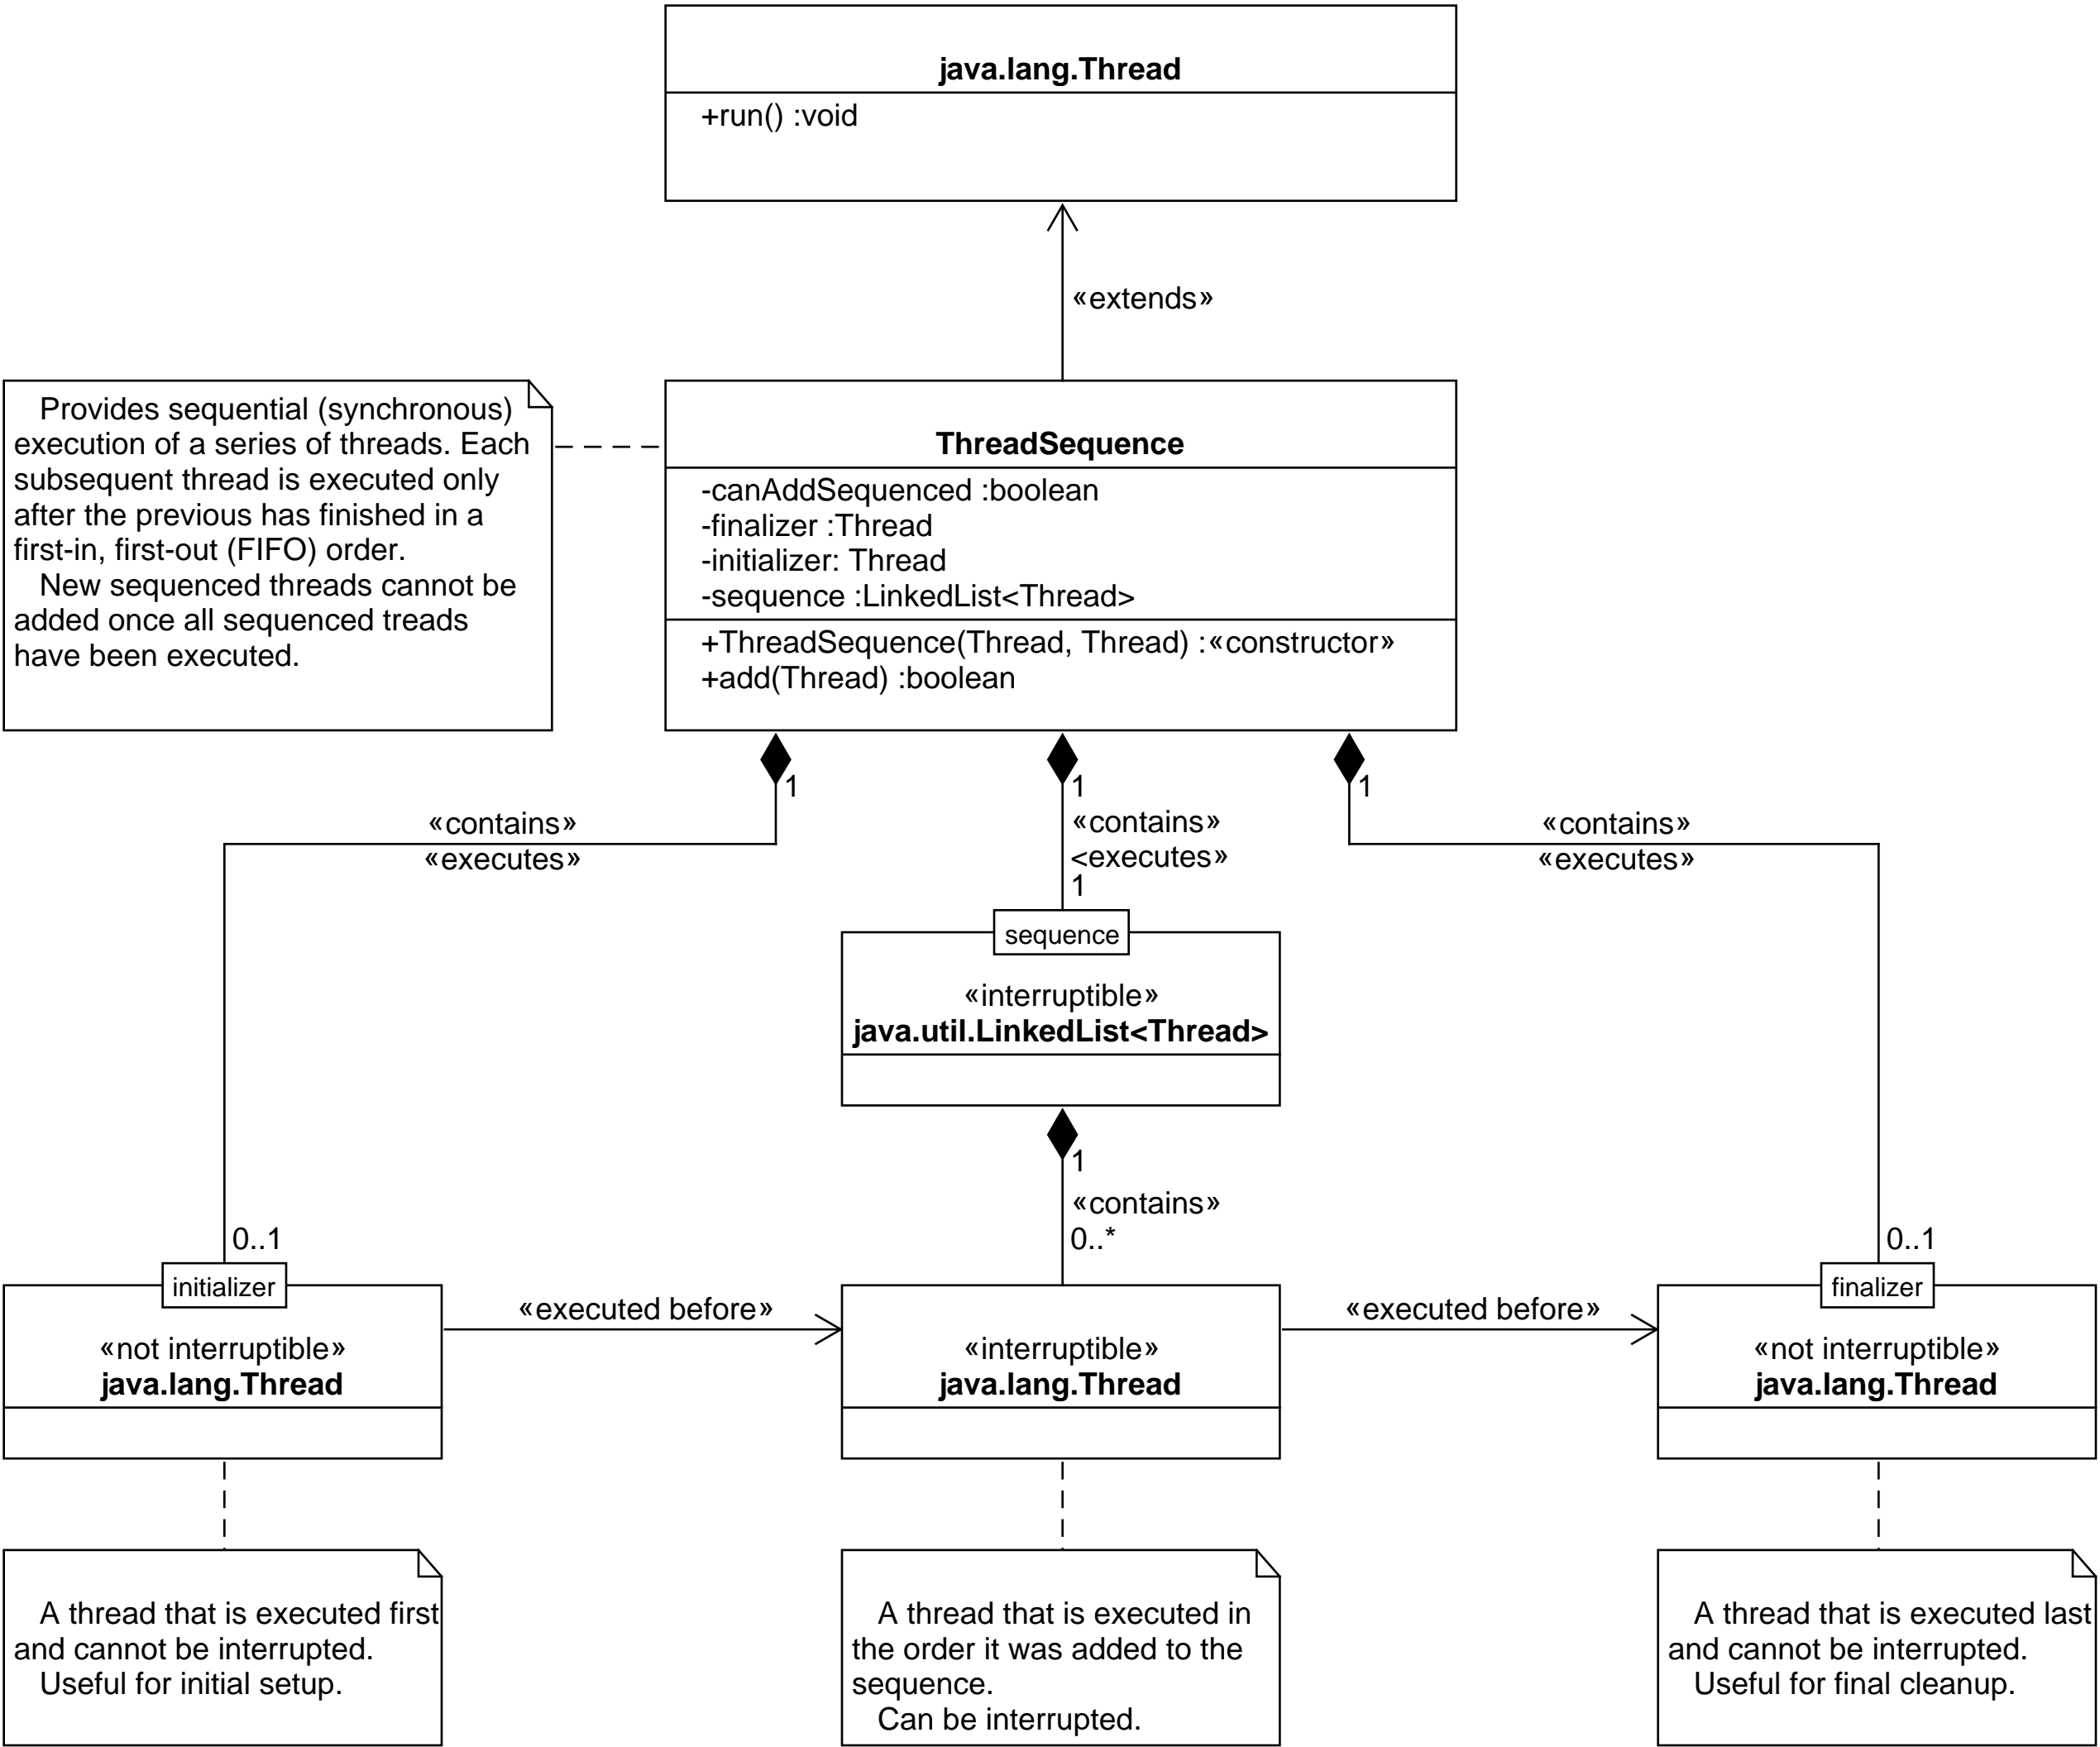 java.lang.Thread
+run() :void
«extends»
Provides sequential (synchronous)
execution of a series of threads. Each
subsequent thread is executed only
after the previous has finished in a
first-in, first-out (FIFO) order.
New sequenced threads cannot be
added once all sequenced treads
have been executed.
ThreadSequence
-canAddSequenced :boolean
-finalizer :Thread
-initializer: Thread
-sequence :LinkedList<Thread>
+ThreadSequence(Thread, Thread) :«constructor»
+add(Thread) :boolean
1
1
1
«contains»
«executes»
«contains»
<executes»
1
«contains»
«executes»
sequence
«interruptible»
java.util.LinkedList<Thread>
1
«contains»
0..*
0..1
0..1
initializer
«not interruptible»
java.lang.Thread
«executed before»
«interruptible»
java.lang.Thread
«executed before»
finalizer
«not interruptible»
java.lang.Thread
A thread that is executed first
and cannot be interrupted.
Useful for initial setup.
A thread that is executed in
the order it was added to the
sequence.
Can be interrupted.
A thread that is executed last
and cannot be interrupted.
Useful for final cleanup.